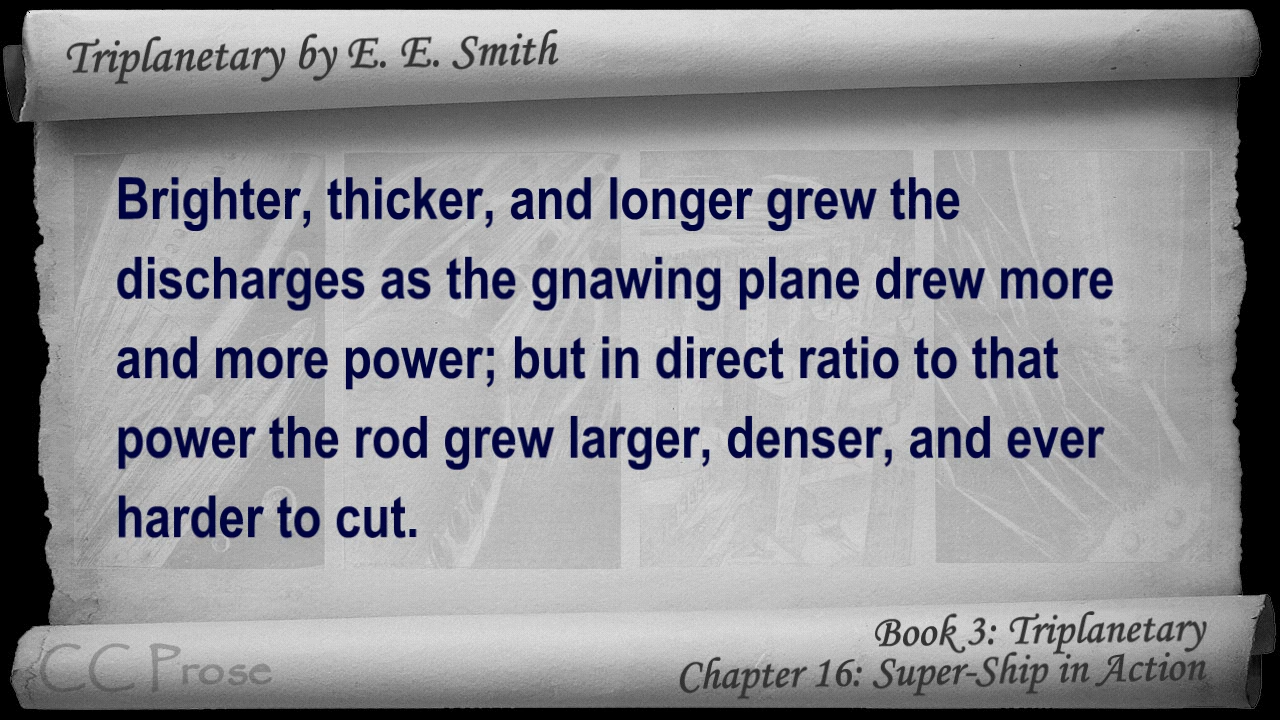 Triplanetary by E. E. Smith
Brighter, thicker, and longer grew the
discharges as the gnawing plane drew more
and more power; but in direct ratio to that
power the rod grew larger, denser, and ever
harder to cut.
Book 3: Triplanetary
Chapter 16: Super-Ship in Action
CC Prose